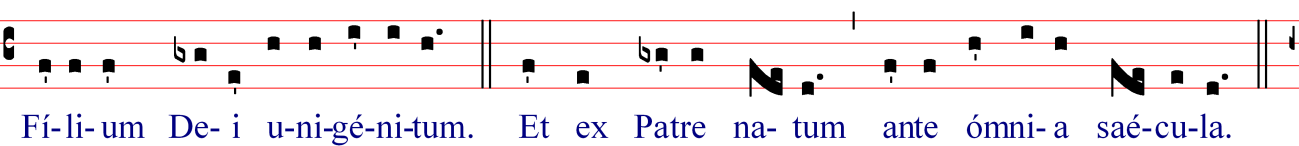 Fí-li-um De-i u-ni-gé-ni-tum. Et ex Patre na-tum ante ómni-a saé-cu-la.